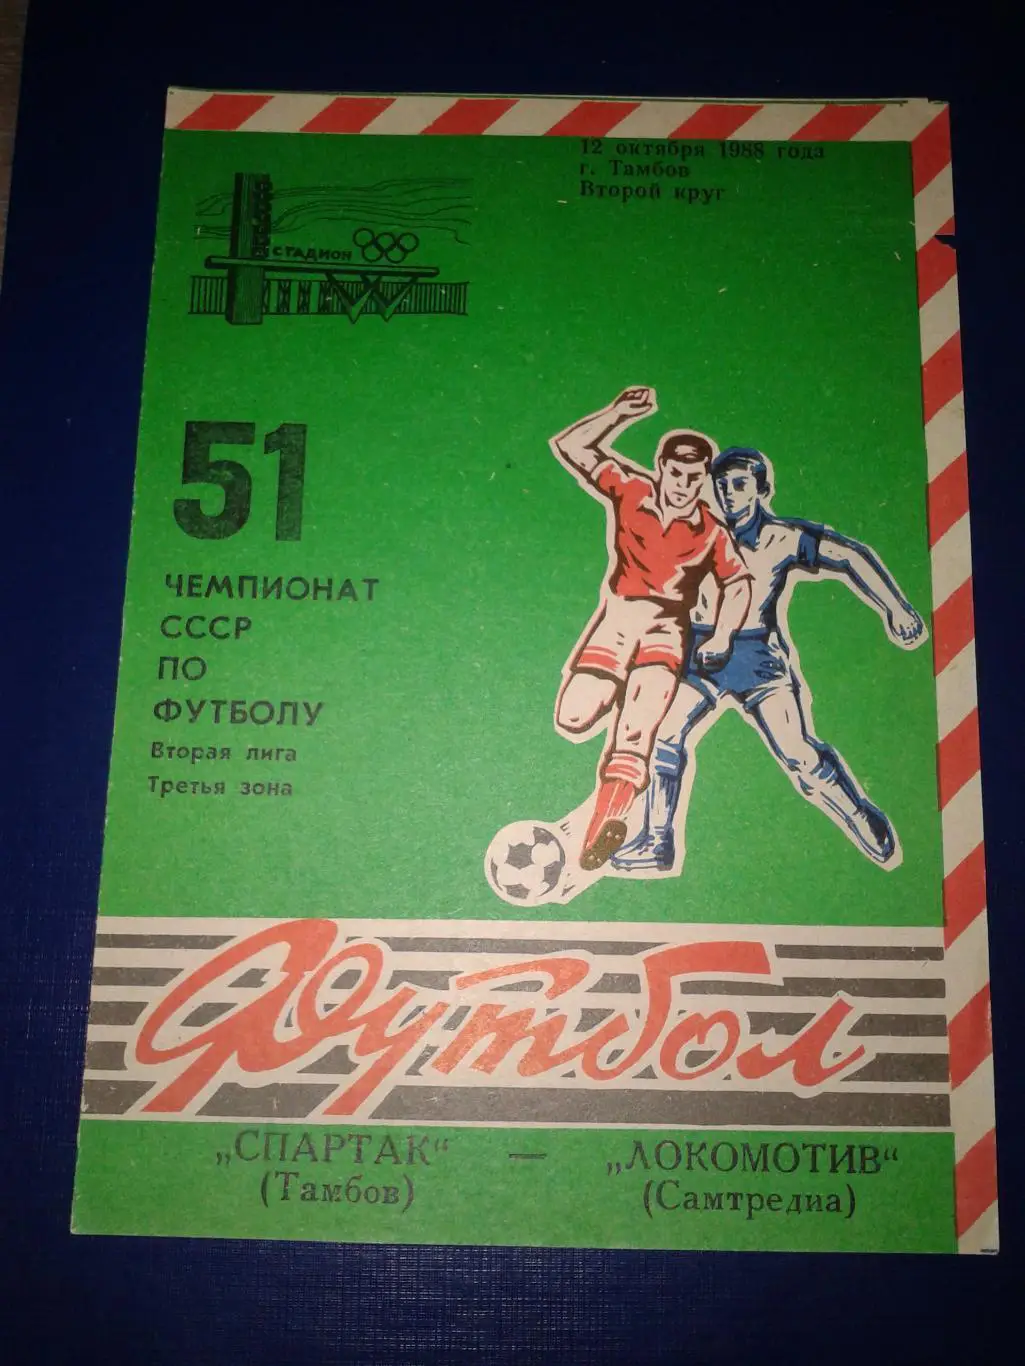 12 октября 1988 года
г. Тамбов
Второй круг
СТАДИОН
51
ЧЕМПИОНАТ
СССР
ПО
ФУТБОЛУ
Вторая лига
Третья зона
Футбол
„СПАРТАК“ — „ЛОКОМОТИВ“
(Тамбов) (Самтредиа)